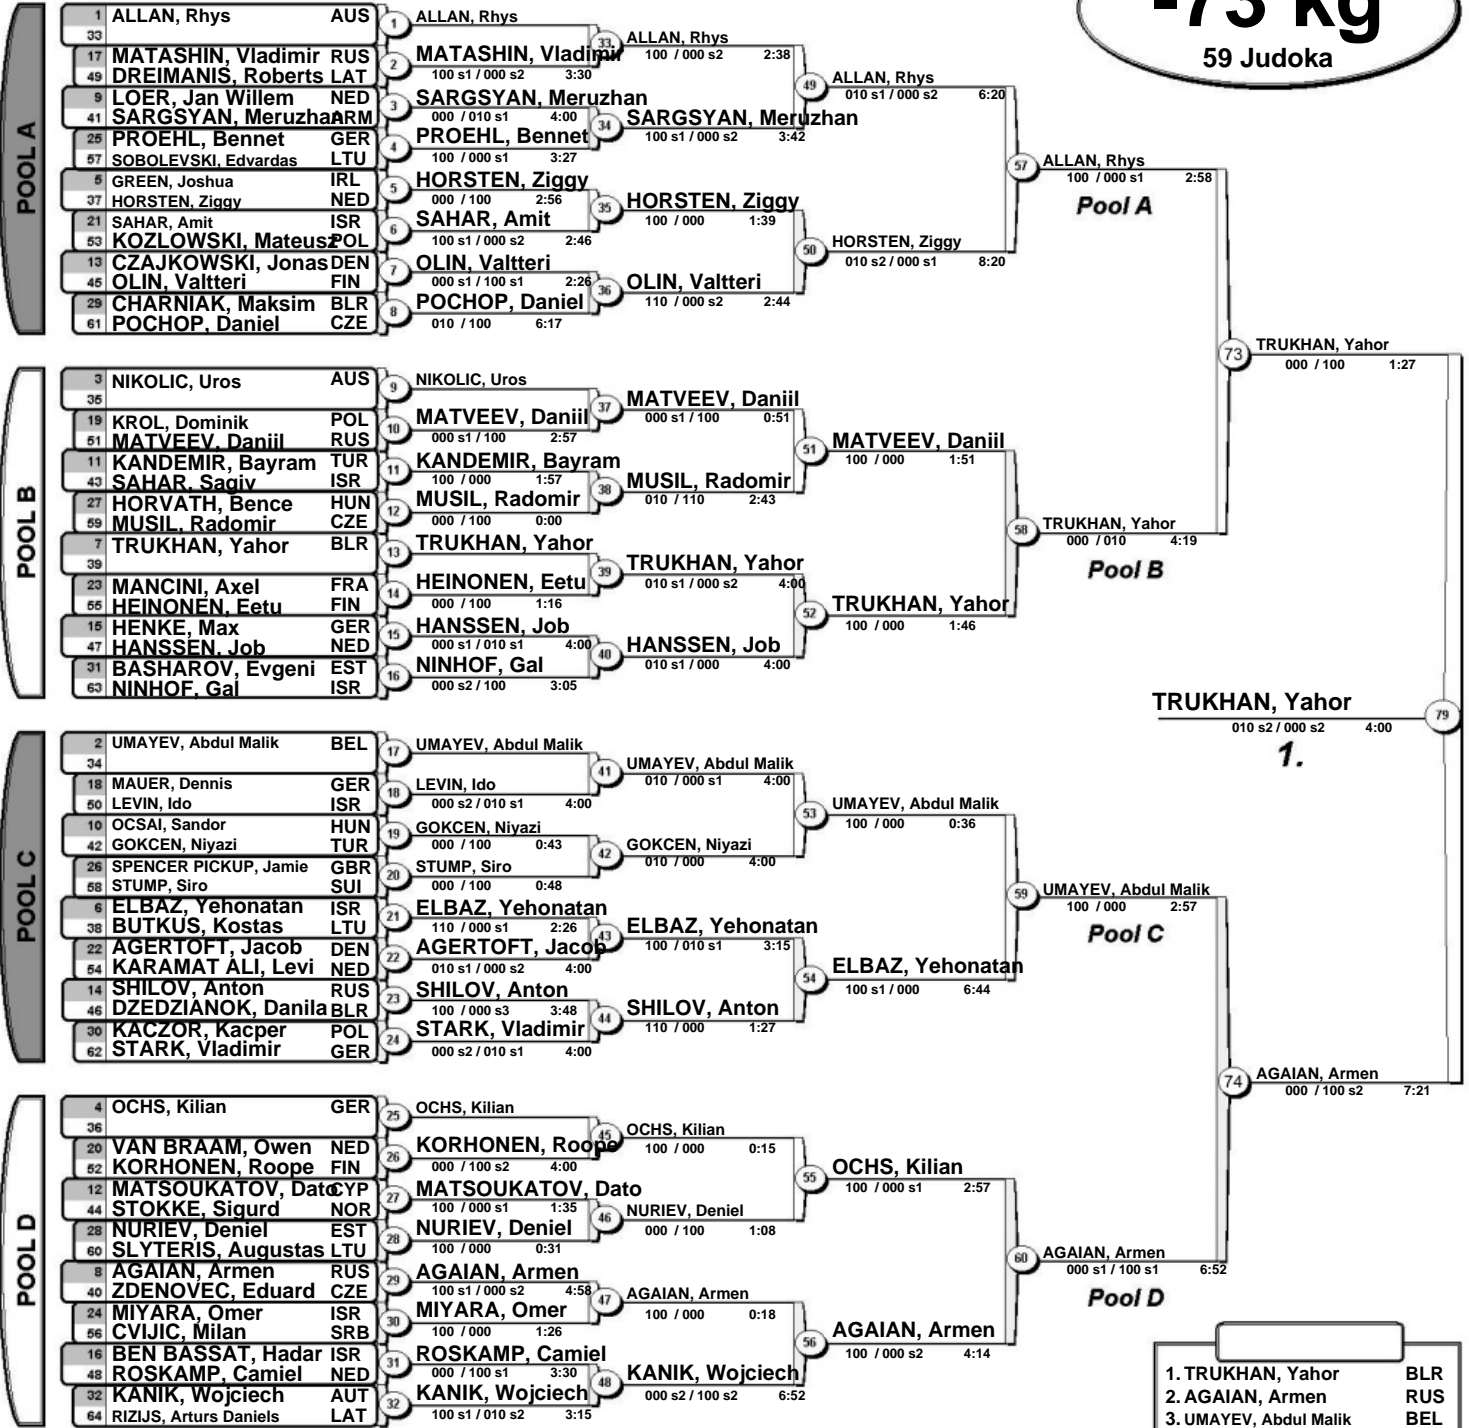 -73 kg
59 Judoka
POOL A
1 ALLAN, Rhys AUS
33
17 MATASHIN, Vladimir RUS
49 DREIMANIS, Roberts LAT
9 LOER, Jan Willem NED
41 SARGSYAN, Meruzhan ARM
25 PROEHL, Bennet GER
57 SOBOLEVSKI, Edvardas LTU
5 GREEN, Joshua IRL
37 HORSTEN, Ziggy NED
21 SAHAR, Amit ISR
53 KOZLOWSKI, Mateusz POL
13 CZAJKOWSKI, Jonas DEN
45 OLIN, Valtteri FIN
29 CHARNIAK, Maksim BLR
61 POCHOP, Daniel CZE
1 ALLAN, Rhys
2 MATASHIN, Vladimir
100 s1 / 000 s2 3:30
3 SARGSYAN, Meruzhan
000 / 010 s1 4:00
4 PROEHL, Bennet
100 / 000 s1 3:27
5 HORSTEN, Ziggy
000 / 100 2:56
6 SAHAR, Amit
100 s1 / 000 s2 2:46
7 OLIN, Valtteri
000 s1 / 100 s1 2:26
8 POCHOP, Daniel
010 / 100 6:17
33 ALLAN, Rhys
100 / 000 s2 2:38
34 SARGSYAN, Meruzhan
100 s1 / 000 s2 3:42
35 HORSTEN, Ziggy
100 / 000 1:39
36 OLIN, Valtteri
110 / 000 s2 2:44
49 ALLAN, Rhys
010 s1 / 000 s2 6:20
50 HORSTEN, Ziggy
010 s2 / 000 s1 8:20
57 ALLAN, Rhys
100 / 000 s1 2:58
Pool A
POOL B
3 NIKOLIC, Uros AUS
35
19 KROL, Dominik POL
51 MATVEEV, Daniil RUS
11 KANDEMIR, Bayram TUR
43 SAHAR, Sagiv ISR
27 HORVATH, Bence HUN
59 MUSIL, Radomir CZE
7 TRUKHAN, Yahor BLR
39
23 MANCINI, Axel FRA
55 HEINONEN, Eetu FIN
15 HENKE, Max GER
47 HANSSEN, Job NED
31 BASHAROV, Evgeni EST
63 NINHOF, Gal ISR
9 NIKOLIC, Uros
10 MATVEEV, Daniil
000 s1 / 100 2:57
11 KANDEMIR, Bayram
100 / 000 1:57
12 MUSIL, Radomir
000 / 100 0:00
13 TRUKHAN, Yahor
14 HEINONEN, Eetu
000 / 100 1:16
15 HANSSEN, Job
000 s1 / 010 s1 4:00
16 NINHOF, Gal
000 s2 / 100 3:05
37 MATVEEV, Daniil
000 s1 / 100 0:51
38 MUSIL, Radomir
010 / 110 2:43
39 TRUKHAN, Yahor
010 s1 / 000 s2 4:00
40 HANSSEN, Job
010 s1 / 000 4:00
51 MATVEEV, Daniil
100 / 000 1:51
52 TRUKHAN, Yahor
100 / 000 1:46
58 TRUKHAN, Yahor
000 / 010 4:19
Pool B
73 TRUKHAN, Yahor
000 / 100 1:27
TRUKHAN, Yahor 79
010 s2 / 000 s2 4:00
1.
POOL C
2 UMAYEV, Abdul Malik BEL
34
18 MAUER, Dennis GER
50 LEVIN, Ido ISR
10 OCSAI, Sandor HUN
42 GOKCEN, Niyazi TUR
26 SPENCER PICKUP, Jamie GBR
58 STUMP, Siro SUI
6 ELBAZ, Yehonatan ISR
38 BUTKUS, Kostas LTU
22 AGERTOFT, Jacob DEN
54 KARAMAT ALI, Levi NED
14 SHILOV, Anton RUS
46 DZEDZIANOK, Danila BLR
30 KACZOR, Kacper POL
62 STARK, Vladimir GER
17 UMAYEV, Abdul Malik
18 LEVIN, Ido
000 s2 / 010 s1 4:00
19 GOKCEN, Niyazi
000 / 100 0:43
20 STUMP, Siro
000 / 100 0:48
21 ELBAZ, Yehonatan
110 / 000 s1 2:26
22 AGERTOFT, Jacob
010 s1 / 000 s2 4:00
23 SHILOV, Anton
100 / 000 s3 3:48
24 STARK, Vladimir
000 s2 / 010 s1 4:00
41 UMAYEV, Abdul Malik
010 / 000 s1 4:00
42 GOKCEN, Niyazi
010 / 000 4:00
43 ELBAZ, Yehonatan
100 / 010 s1 3:15
44 SHILOV, Anton
110 / 000 1:27
53 UMAYEV, Abdul Malik
100 / 000 0:36
54 ELBAZ, Yehonatan
100 s1 / 000 6:44
59 UMAYEV, Abdul Malik
100 / 000 2:57
Pool C
74 AGAIAN, Armen
000 / 100 s2 7:21
POOL D
4 OCHS, Kilian GER
36
20 VAN BRAAM, Owen NED
52 KORHONEN, Roope FIN
12 MATSOUKATOV, Dato CYP
44 STOKKE, Sigurd NOR
28 NURIEV, Deniel EST
60 SLYTERIS, Augustas LTU
8 AGAIAN, Armen RUS
40 ZDENOVEC, Eduard CZE
24 MIYARA, Omer ISR
56 CVIJIC, Milan SRB
16 BEN BASSAT, Hadar ISR
48 ROSKAMP, Camiel NED
32 KANIK, Wojciech AUT
64 RIZIJS, Arturs Daniels LAT
25 OCHS, Kilian
26 KORHONEN, Roope
000 / 100 s2 4:00
27 MATSOUKATOV, Dato
100 / 000 s1 1:35
28 NURIEV, Deniel
100 / 000 0:31
29 AGAIAN, Armen
100 s1 / 000 s2 4:58
30 MIYARA, Omer
100 / 000 1:26
31 ROSKAMP, Camiel
000 / 100 s1 3:30
32 KANIK, Wojciech
100 s1 / 010 s2 3:15
45 OCHS, Kilian
100 / 000 0:15
46 NURIEV, Deniel
000 / 100 1:08
47 AGAIAN, Armen
100 / 000 0:18
48 KANIK, Wojciech
000 s2 / 100 s2 6:52
55 OCHS, Kilian
100 / 000 s1 2:57
56 AGAIAN, Armen
100 / 000 s2 4:14
60 AGAIAN, Armen
000 s1 / 100 s1 6:52
Pool D
1. TRUKHAN, Yahor BLR
2. AGAIAN, Armen RUS
3. UMAYEV, Abdul Malik BEL